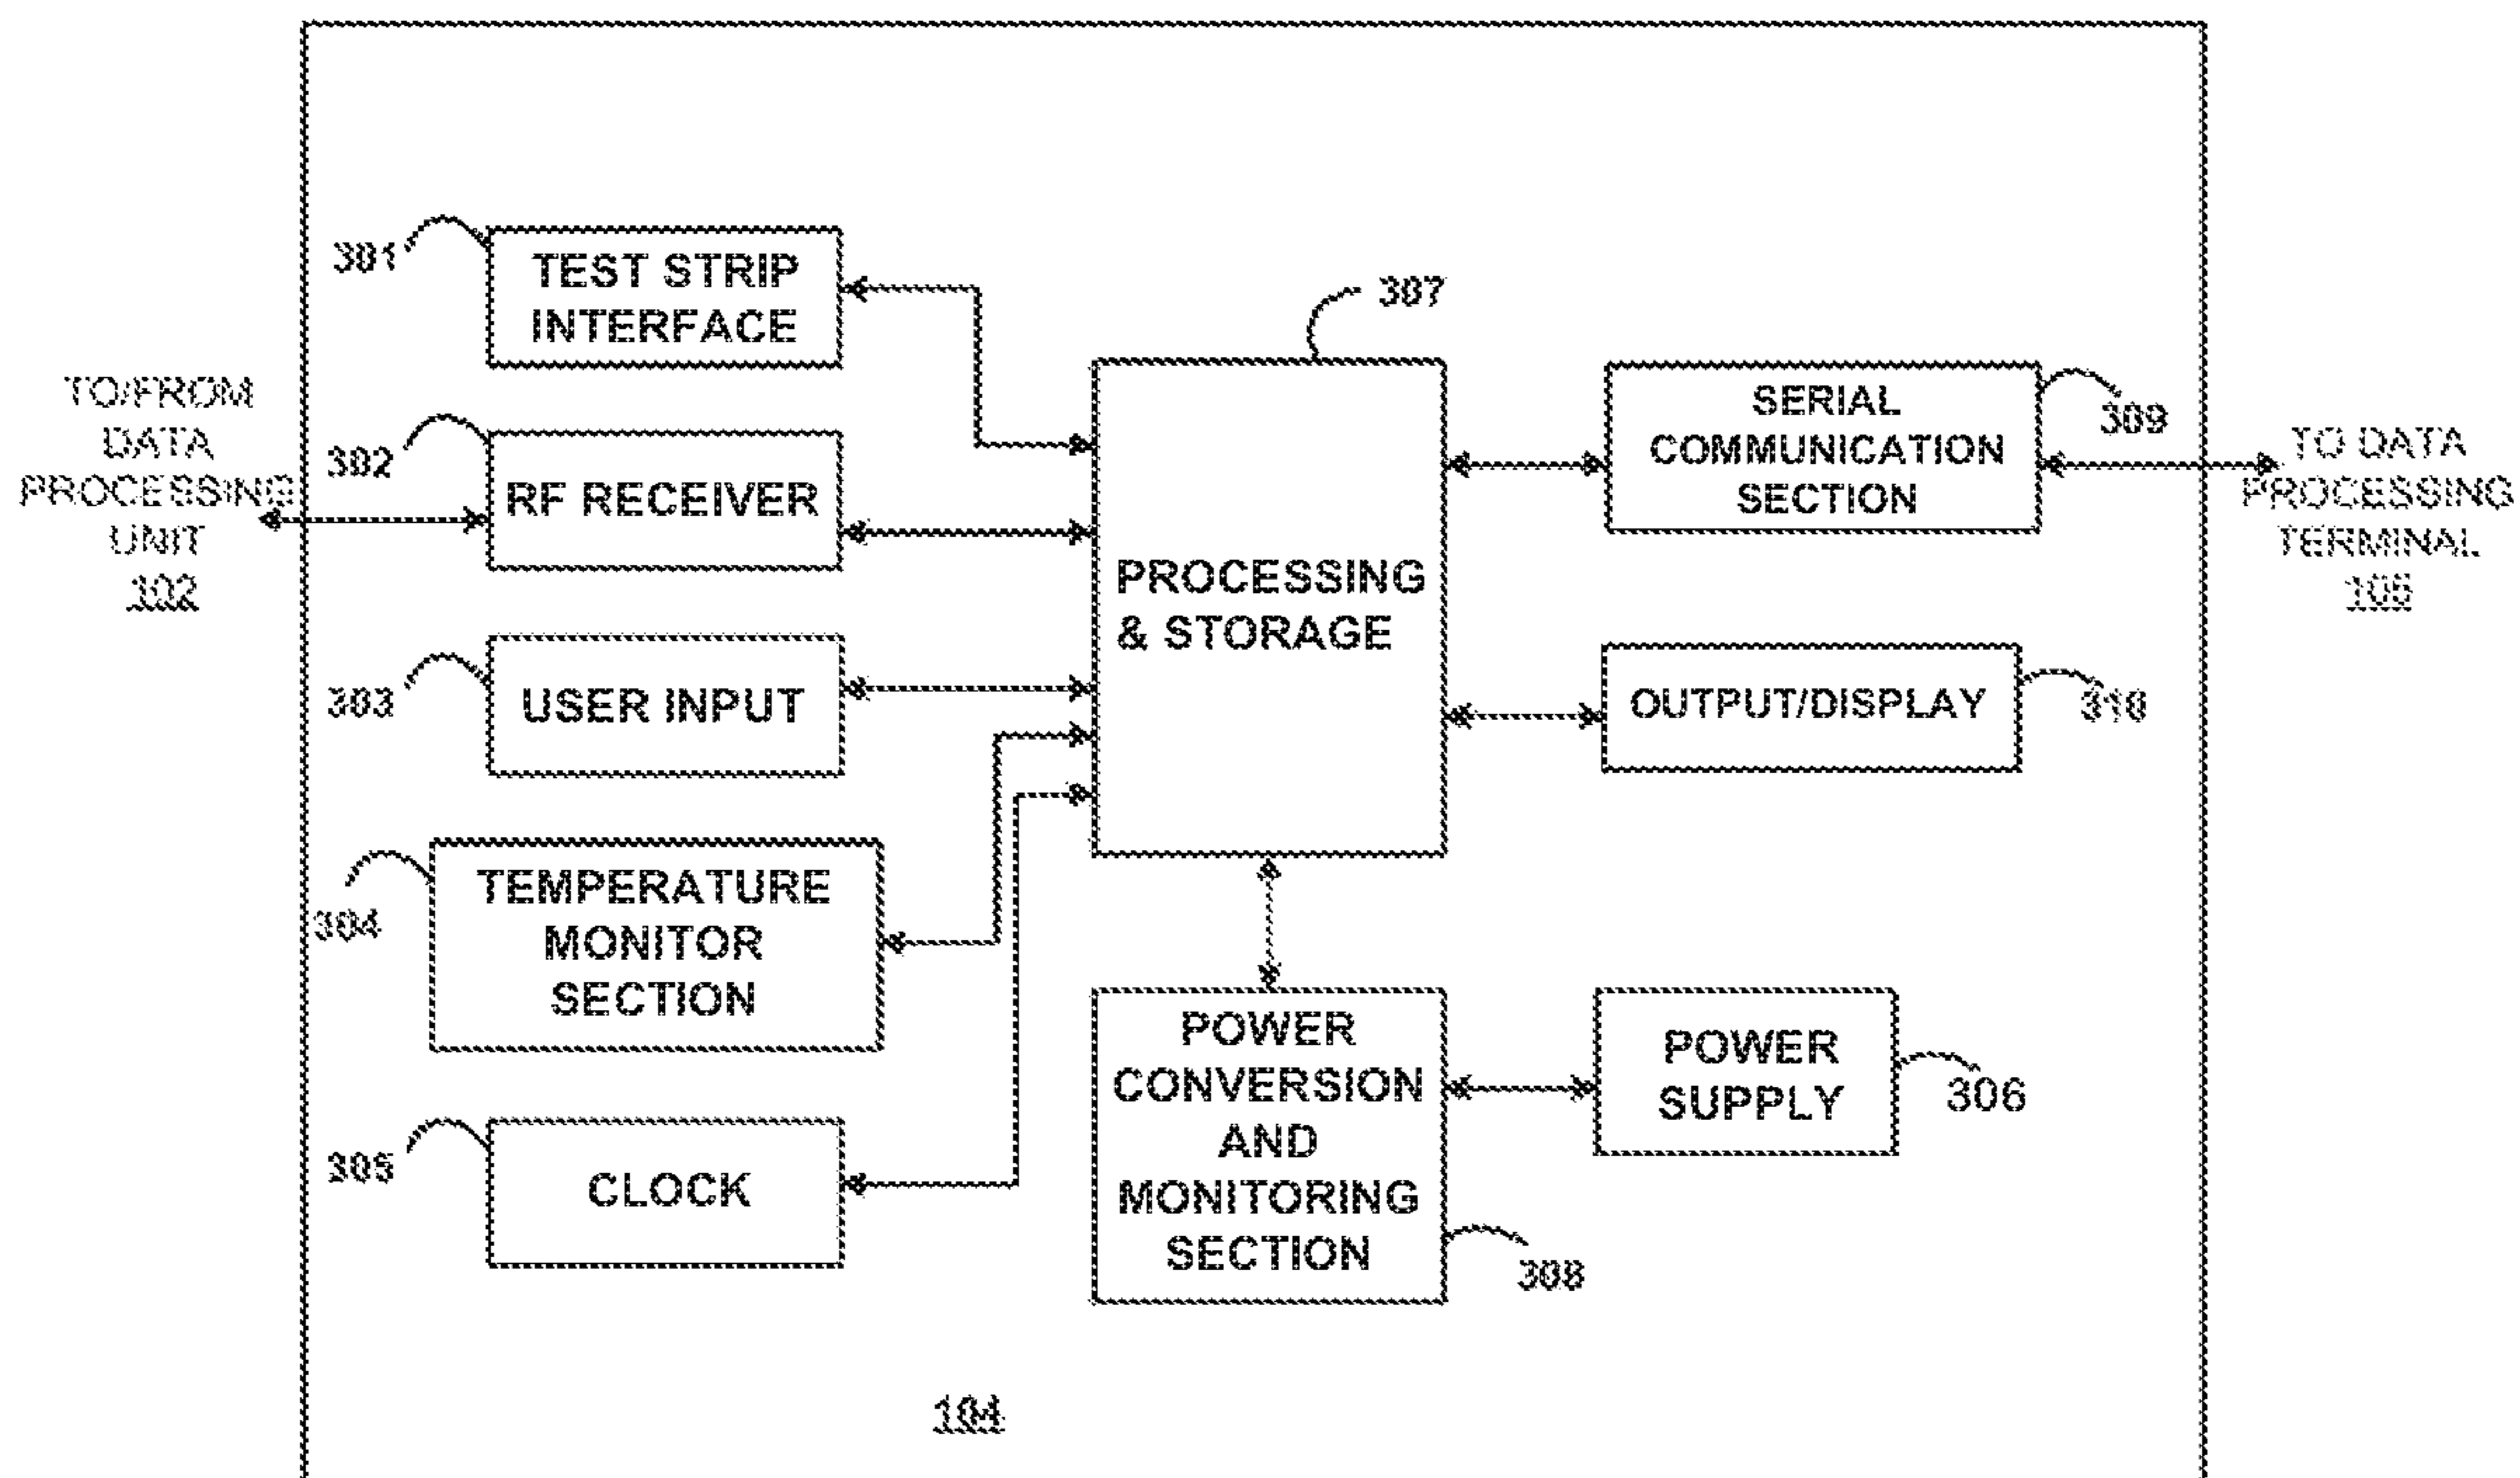 301
TEST STRIP
INTERFACE
307
TO/FROM
DATA
PROCESSING
UNIT
102
302
RF RECEIVER
PROCESSING
& STORAGE
SERIAL
COMMUNICATION
SECTION
309
TO DATA
PROCESSING
TERMINAL
105
303
USER INPUT
OUTPUT/DISPLAY
310
304
TEMPERATURE
MONITOR
SECTION
POWER
CONVERSION
AND
MONITORING
SECTION
308
POWER
SUPPLY
306
305
CLOCK
104